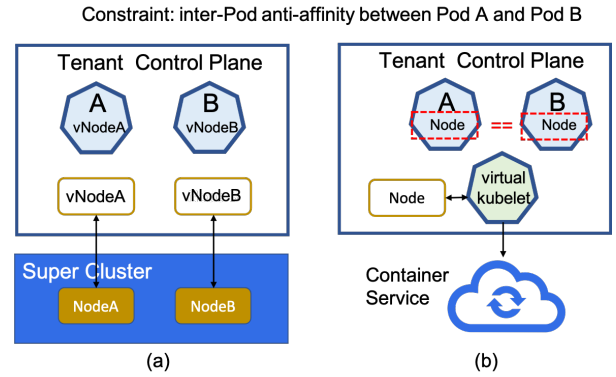 Constraint: inter-Pod anti-affinity between Pod A and Pod B
Tenant Control Plane
A
vNodeA
B
vNodeB
vNodeA
vNodeB
Super Cluster
NodeA
NodeB
(a)
Tenant Control Plane
A
Node
==
B
Node
Node
virtual
kubelet
Container
Service
(b)